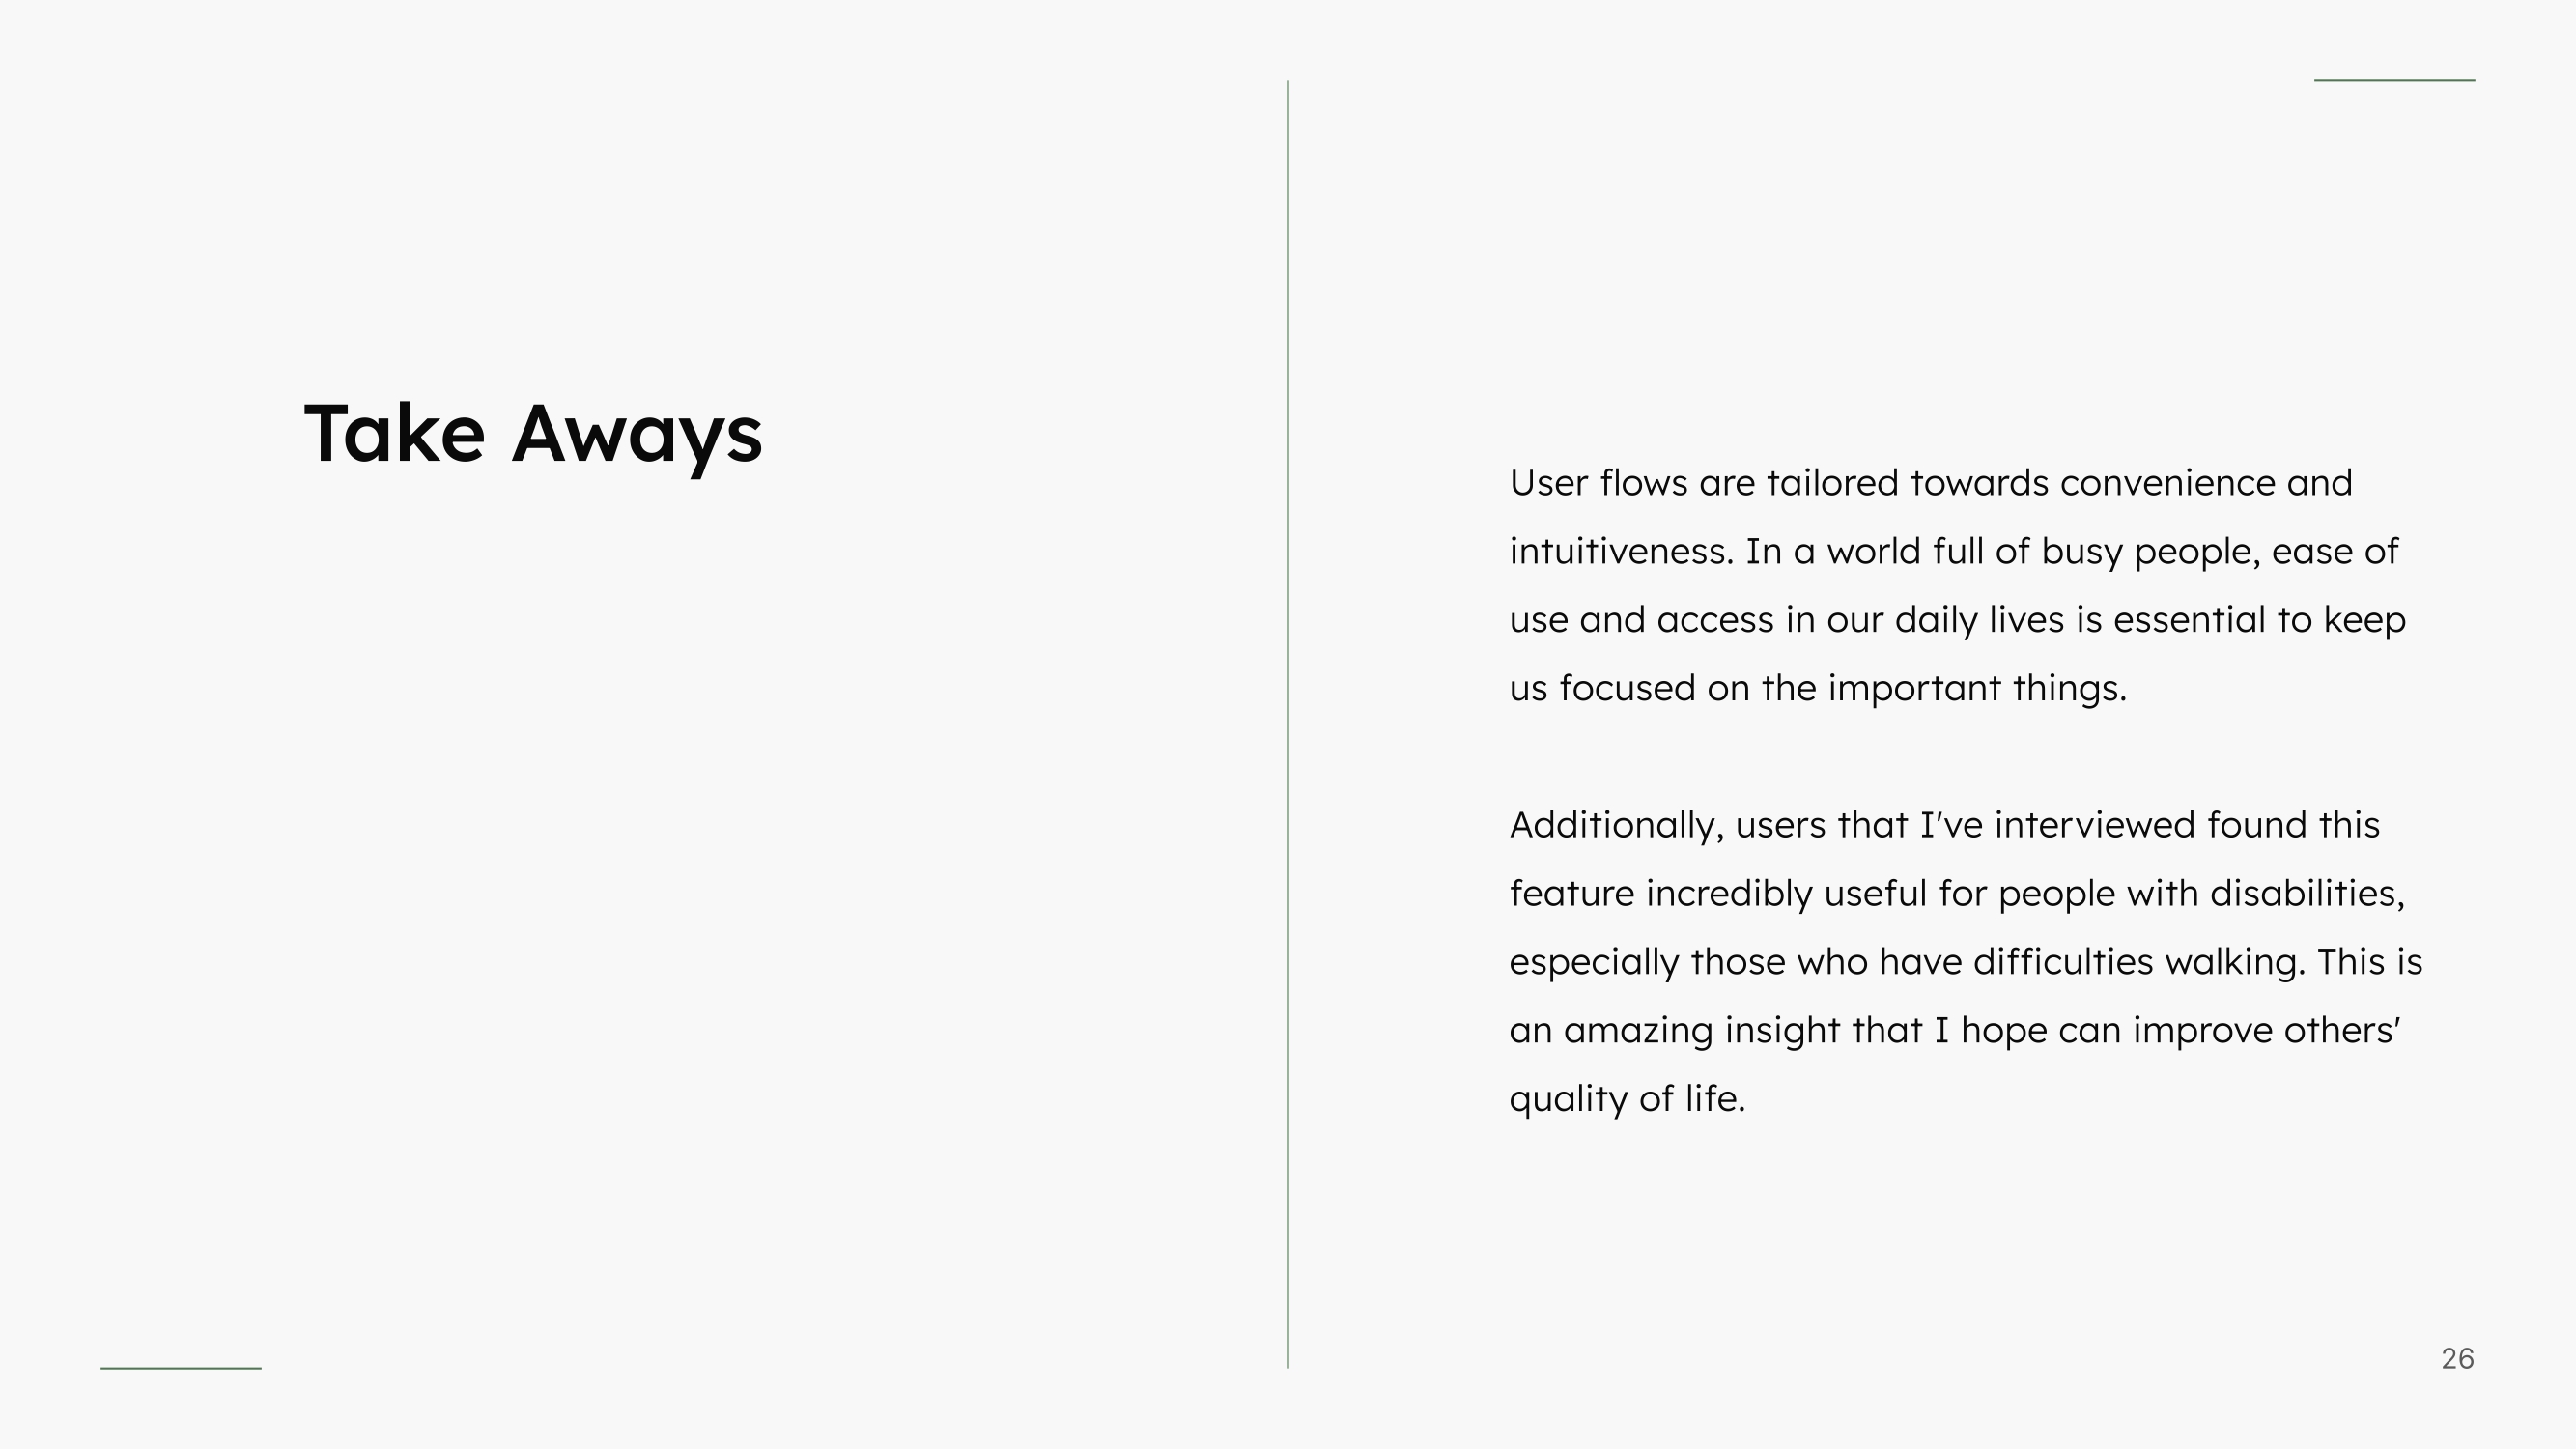 Take Aways
User flows are tailored towards convenience and
intuitiveness. In a world full of busy people, ease of
use and access in our daily lives is essential to keep
us focused on the important things.
Additionally, users that I've interviewed found this
feature incredibly useful for people with disabilities,
especially those who have difficulties walking. This is
an amazing insight that I hope can improve others'
quality of life.
26